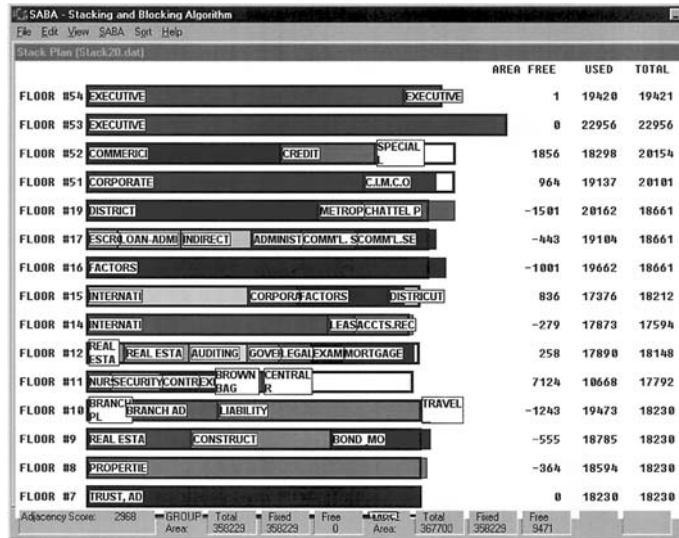 SABA - Stacking and Blocking Algorithm
File Edit View SABA Sort Help
Stack Plan (Stack20.dat)
AREA FREE USED TOTAL
FLOOR #54 EXECUTIVE EXECUTIVE 1 19420 19421
FLOOR #53 EXECUTIVE 0 22956 22956
FLOOR #52 COMMERICI CREDIT SPECIAL L 1856 18298 20154
FLOOR #51 CORPORATE C.I.M.C.O 964 19137 20101
FLOOR #19 DISTRICT METROP CHATTEL P -1501 20162 18661
FLOOR #17 ESCRO LOAN-ADMI INDIRECT ADMINIST COMM'L. S COMM'L.SE -443 19104 18661
FLOOR #16 FACTORS -1001 19662 18661
FLOOR #15 INTERNATI CORPORA FACTORS DISTRICUT 836 17376 18212
FLOOR #14 INTERNATI LEAS ACCTS.REC -279 17873 17594
FLOOR #12 REAL ESTA REAL ESTA AUDITING GOVE LEGAL EXAM MORTGAGE 258 17890 18148
FLOOR #11 NUR SECURITY CONTR EXI BROWN BAG CENTRAL R 7124 10668 17792
FLOOR #10 BRANCH PL BRANCH AD LIABILITY TRAVEL -1243 19473 18230
FLOOR #9 REAL ESTA CONSTRUCT BOND_MO -555 18785 18230
FLOOR #8 PROPERTIE -364 18594 18230
FLOOR #7 TRUST, AD 0 18230 18230
Adjacency Score: 2968 GROUP Total Fixed Free Total Fixed Free
Area: 358229 358229 0 Area: 367700 358229 9471